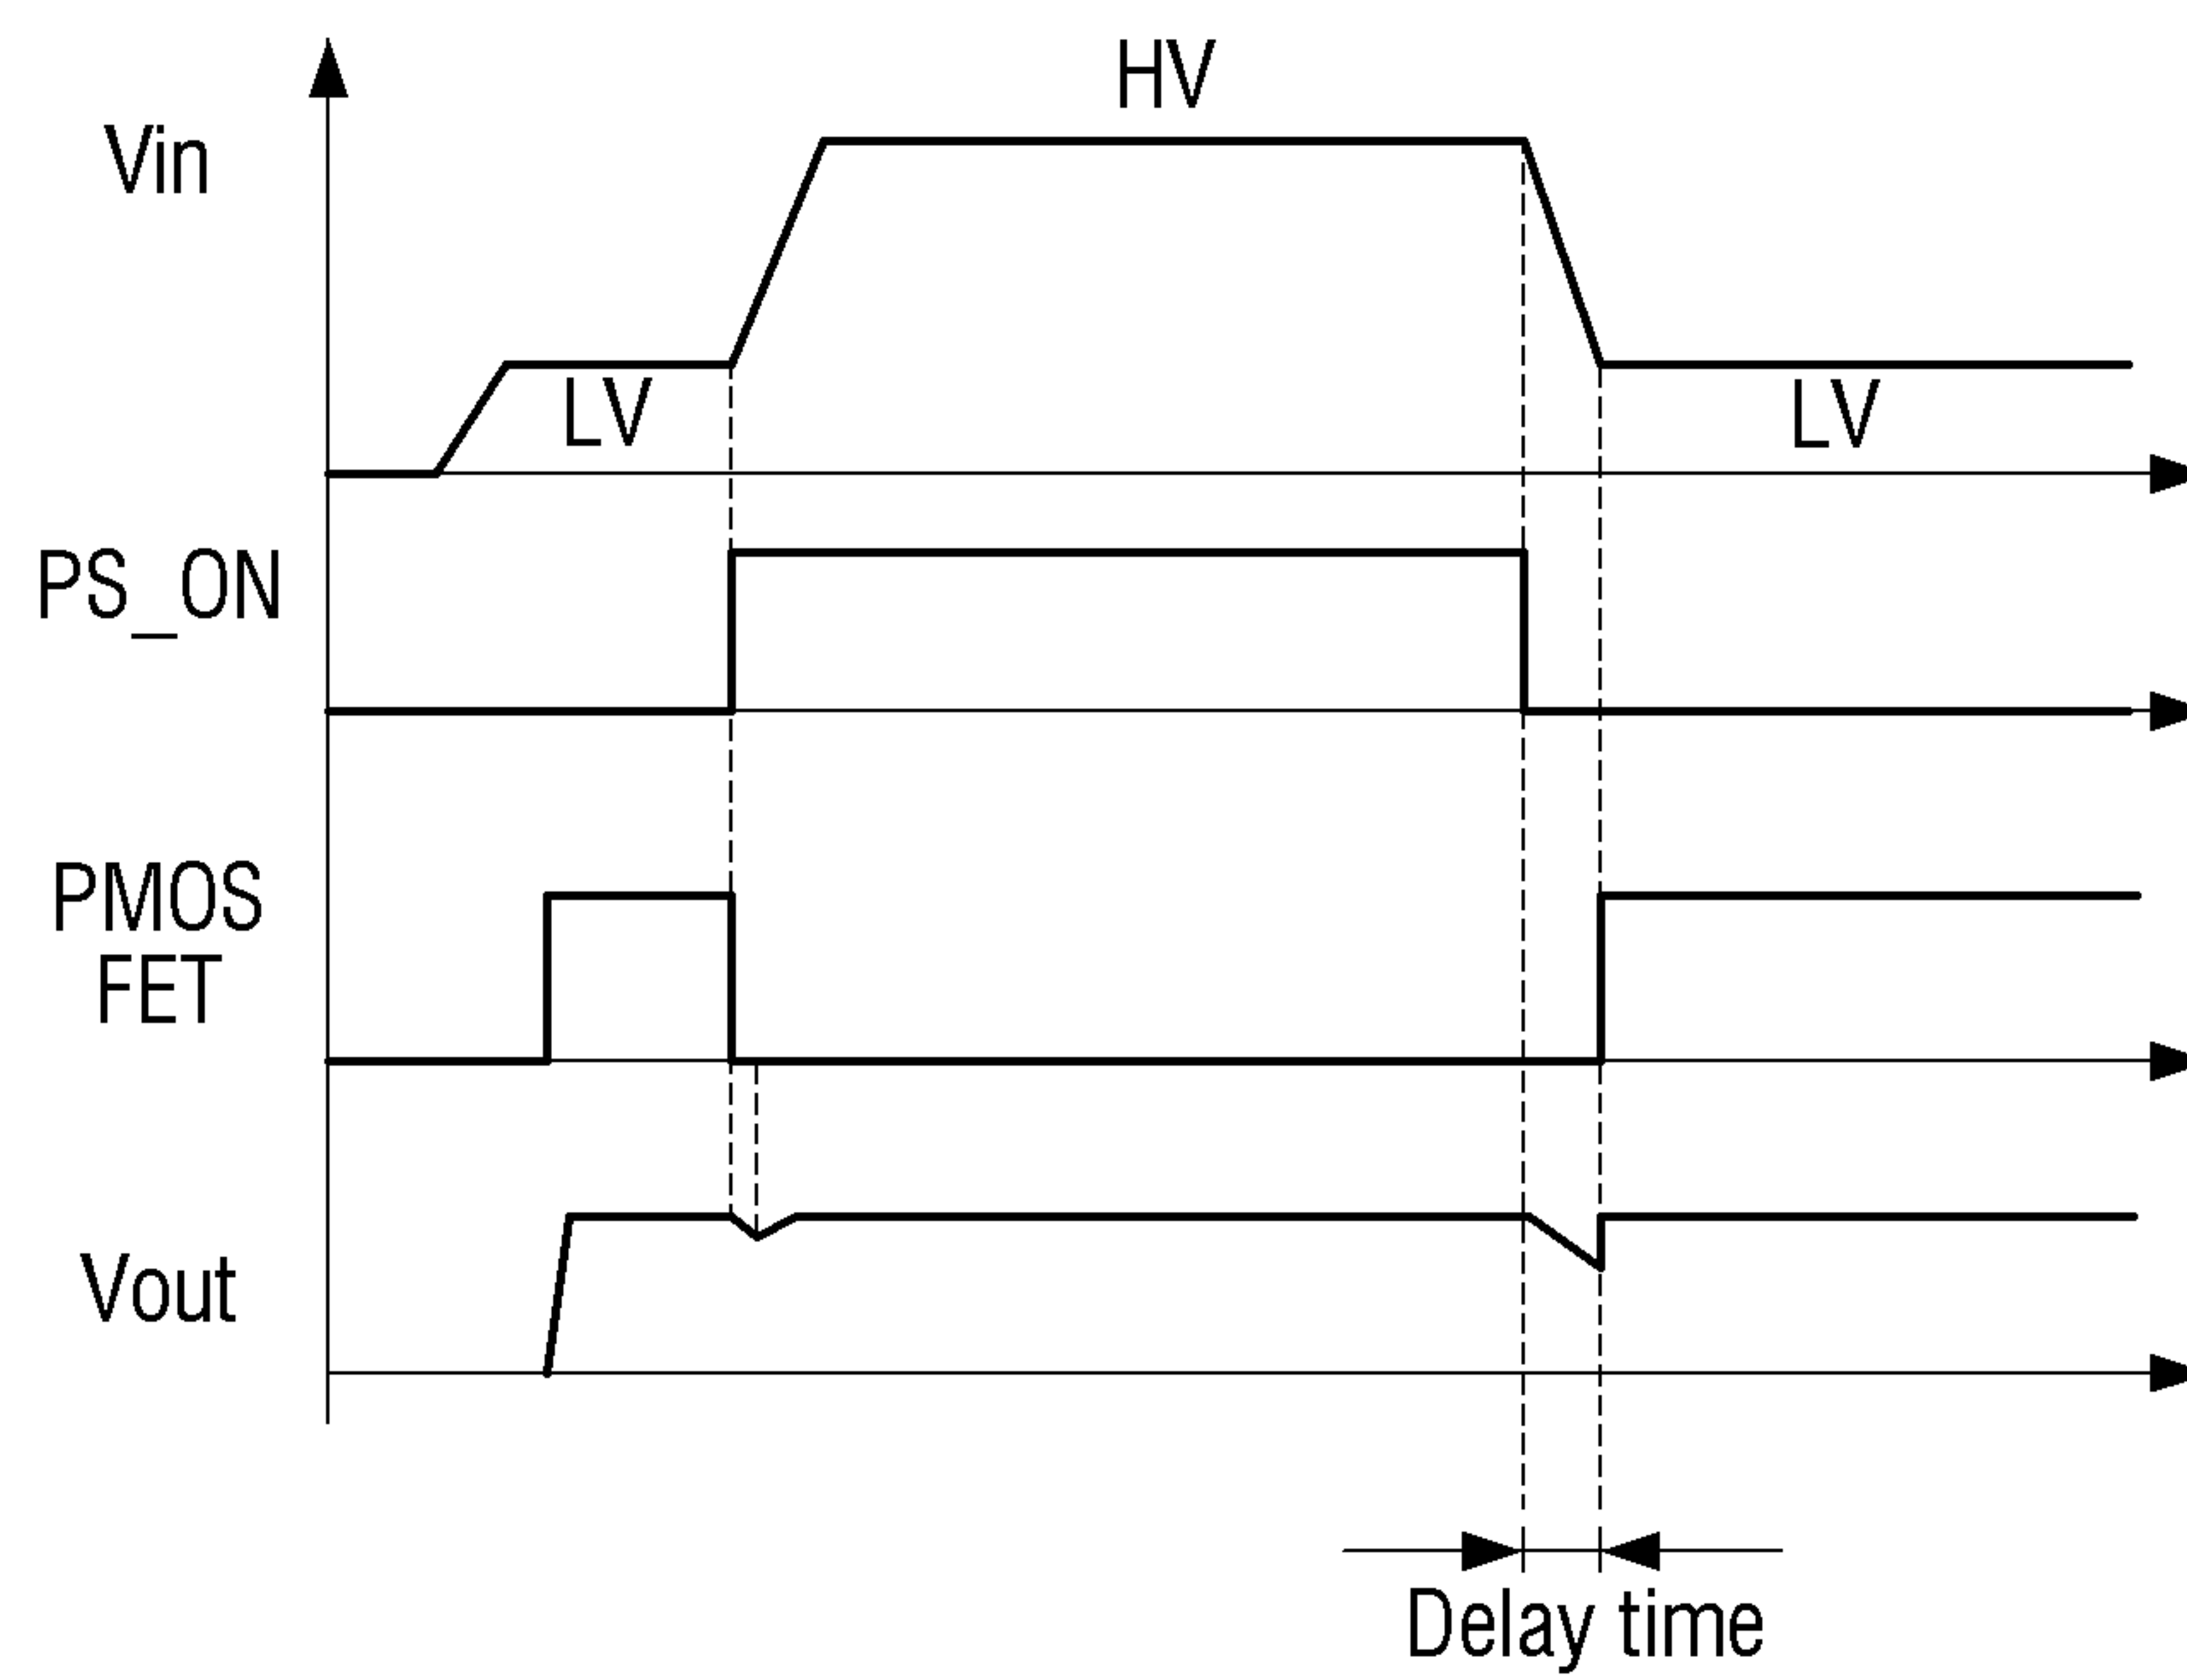 HV
Vin
LV
LV
PS_ON
PMOS
FET
Vout
Delay time